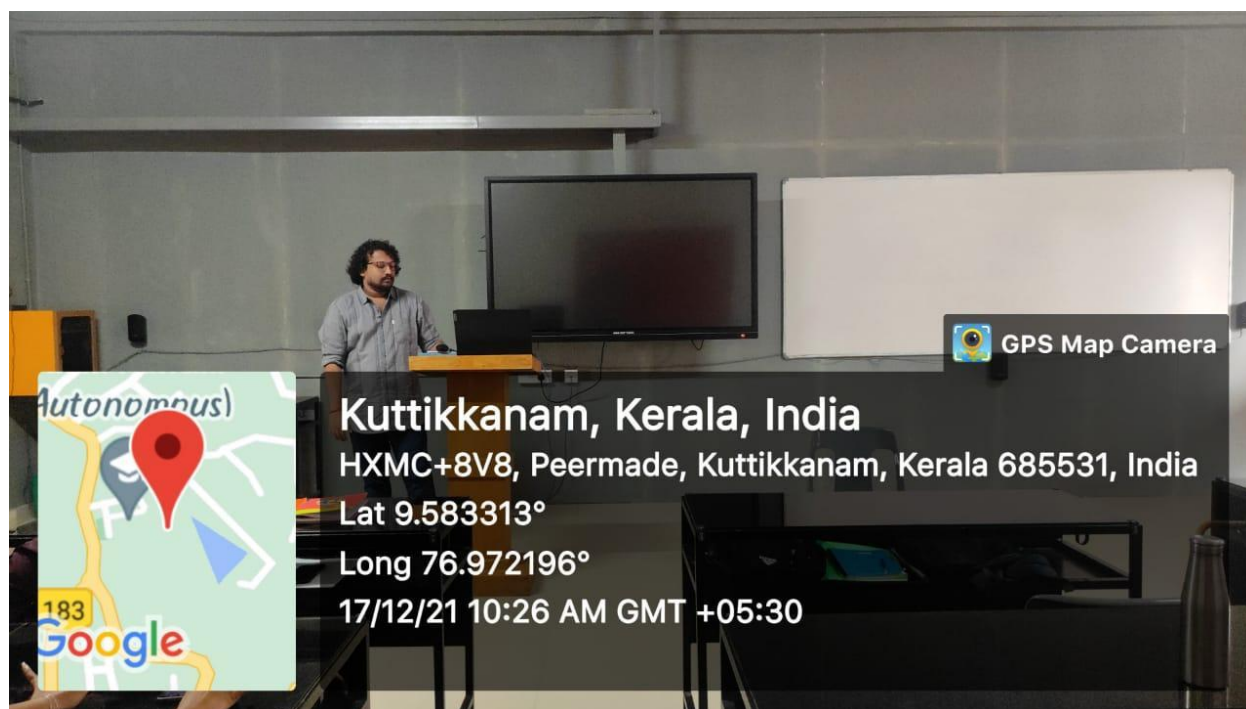 GPS Map Camera
Autonomous)
183
Google
Kuttikkanam, Kerala, India
HXMC+8V8, Peermade, Kuttikkanam, Kerala 685531, India
Lat 9.583313°
Long 76.972196°
17/12/21 10:26 AM GMT +05:30